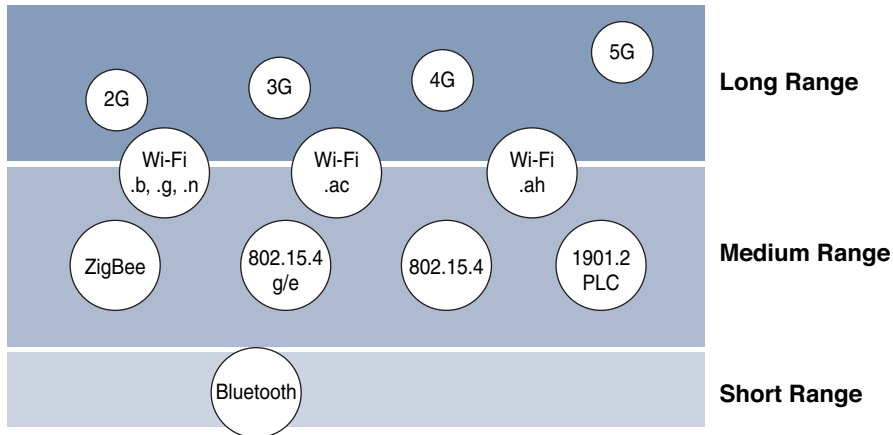 5G
4G
3G
2G
Long Range
Wi-Fi
.b, .g, .n
Wi-Fi
.ac
Wi-Fi
.ah
ZigBee
802.15.4
g/e
802.15.4
1901.2
PLC
Medium Range
Bluetooth
Short Range